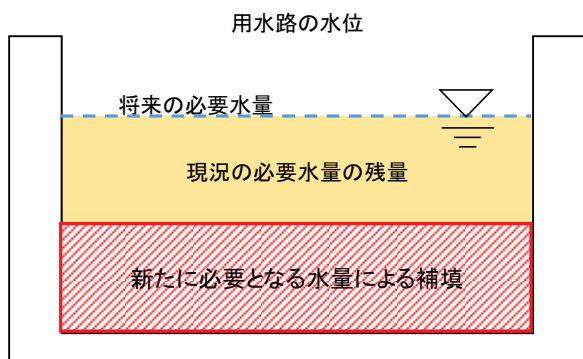 用水路の水位
将来の必要水量
現況の必要水量の残量
新たに必要となる水量による補填